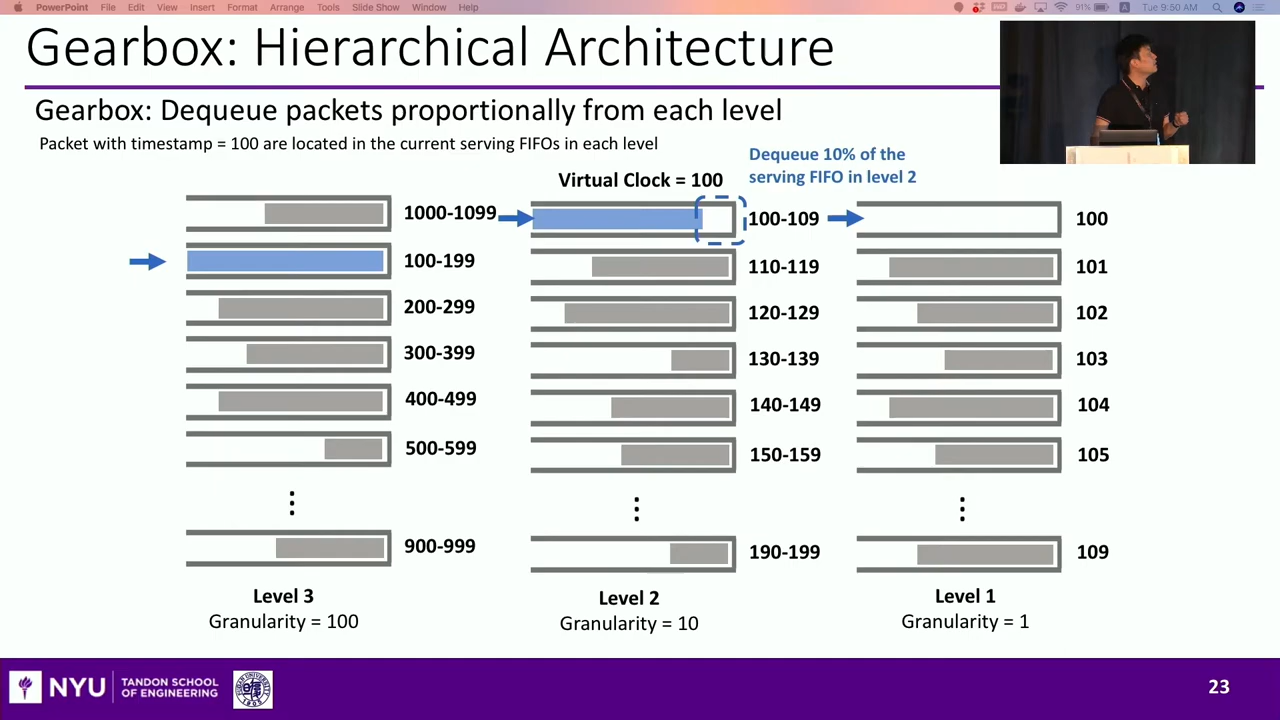 PowerPoint File Edit View Insert Format Arrange Tools Slide Show Window Help
91% A Tue 9:50 AM
Gearbox: Hierarchical Architecture
Gearbox: Dequeue packets proportionally from each level
Packet with timestamp = 100 are located in the current serving FIFOs in each level
Dequeue 10% of the
serving FIFO in level 2
Virtual Clock = 100
1000-1099
100-199
200-299
300-399
400-499
500-599
⋮
900-999
Level 3
Granularity = 100
100-109
110-119
120-129
130-139
140-149
150-159
⋮
190-199
Level 2
Granularity = 10
100
101
102
103
104
105
⋮
109
Level 1
Granularity = 1
NYU
TANDON SCHOOL
OF ENGINEERING
23